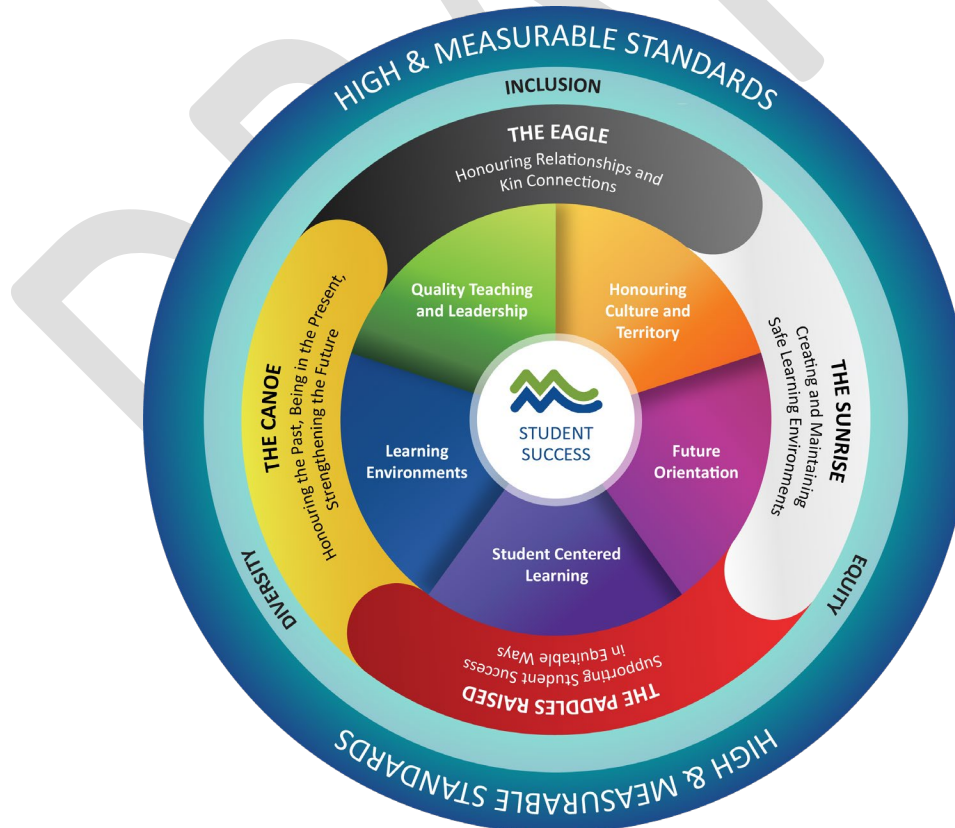 HIGH & MEASURABLE STANDARDS
INCLUSION
THE EAGLE
Honouring Relationships and
Kin Connections
Quality Teaching
and Leadership
Honouring
Culture and
Territory
THE CANOE
Honouring the Past, Being in the Present,
Strengthening the Future
THE SUNRISE
Creating and Maintaining
Safe Learning Environments
STUDENT
SUCCESS
Learning
Environments
Future
Orientation
Student Centered
Learning
DIVERSITY
EQUITY
THE PADDLES RAISED
Supporting Student Success
in Equitable Ways
HIGH & MEASURABLE STANDARDS